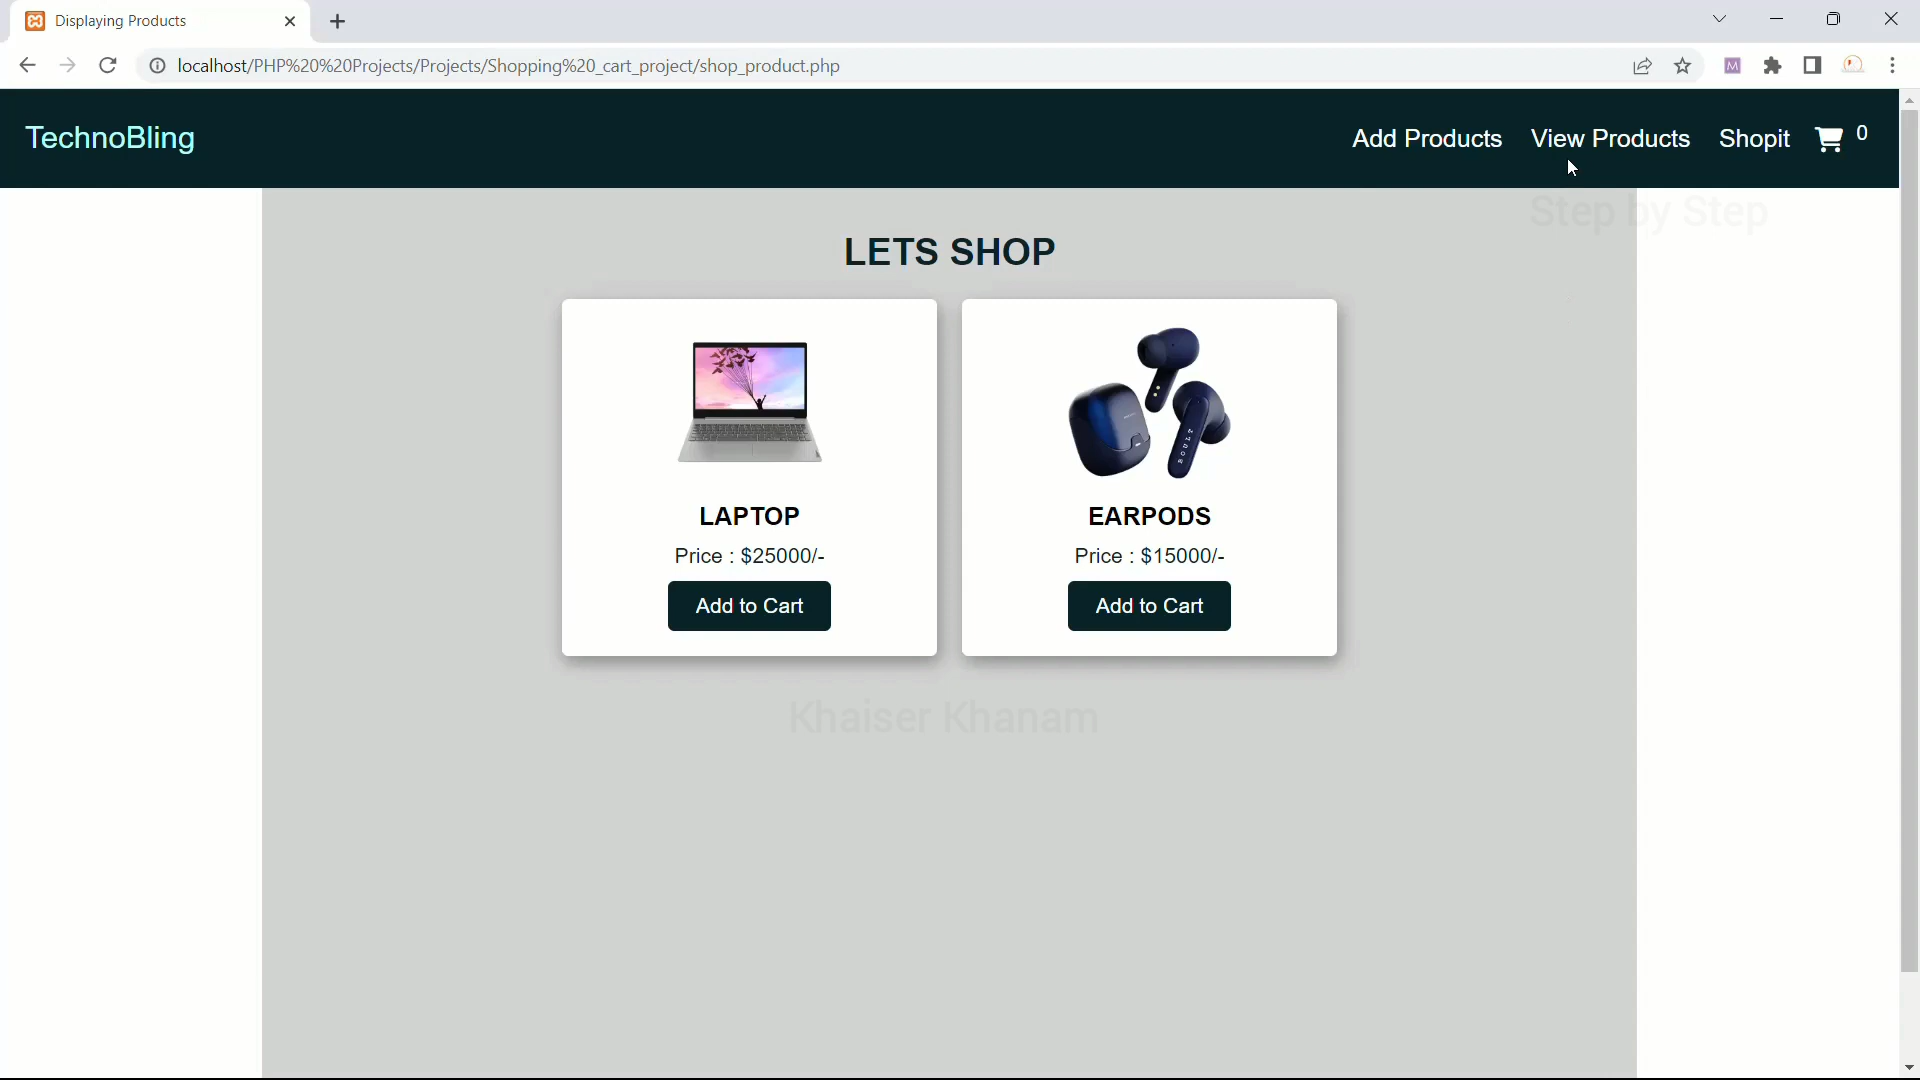 Displaying Products
localhost/PHP%20%20Projects/Projects/Shopping%20_cart_project/shop_product.php
TechnoBling
Add Products View Products Shopit 0
Step by Step
LETS SHOP
BOULT
LAPTOP
Price : $25000/-
Add to Cart
EARPODS
Price : $15000/-
Add to Cart
Khaiser Khanam